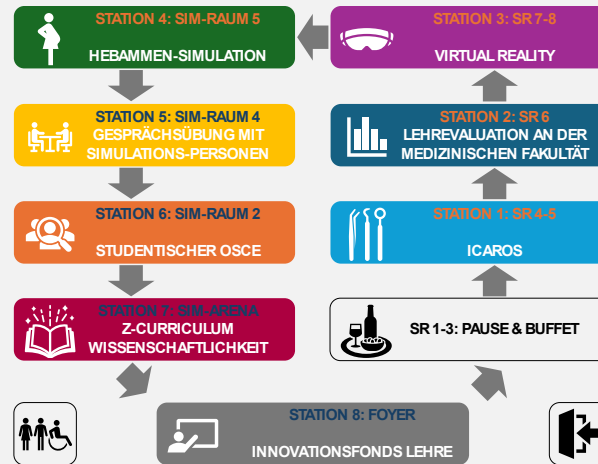 STATION 4: SIM-RAUM 5
HEBAMMEN-SIMULATION
STATION 3: SR 7-8
VIRTUAL REALITY
STATION 5: SIM-RAUM 4
GESPRÄCHSÜBUNG MIT
SIMULATIONS-PERSONEN
STATION 2: SR 6
LEHREVALUATION AN DER
MEDIZINISCHEN FAKULTÄT
STATION 6: SIM-RAUM 2
STUDENTISCHER OSCE
STATION 1: SR 4-5
ICAROS
STATION 7: SIM-ARENA
Z-CURRICULUM
WISSENSCHAFTLICHKEIT
SR 1-3: PAUSE & BUFFET
STATION 8: FOYER
INNOVATIONSFONDS LEHRE